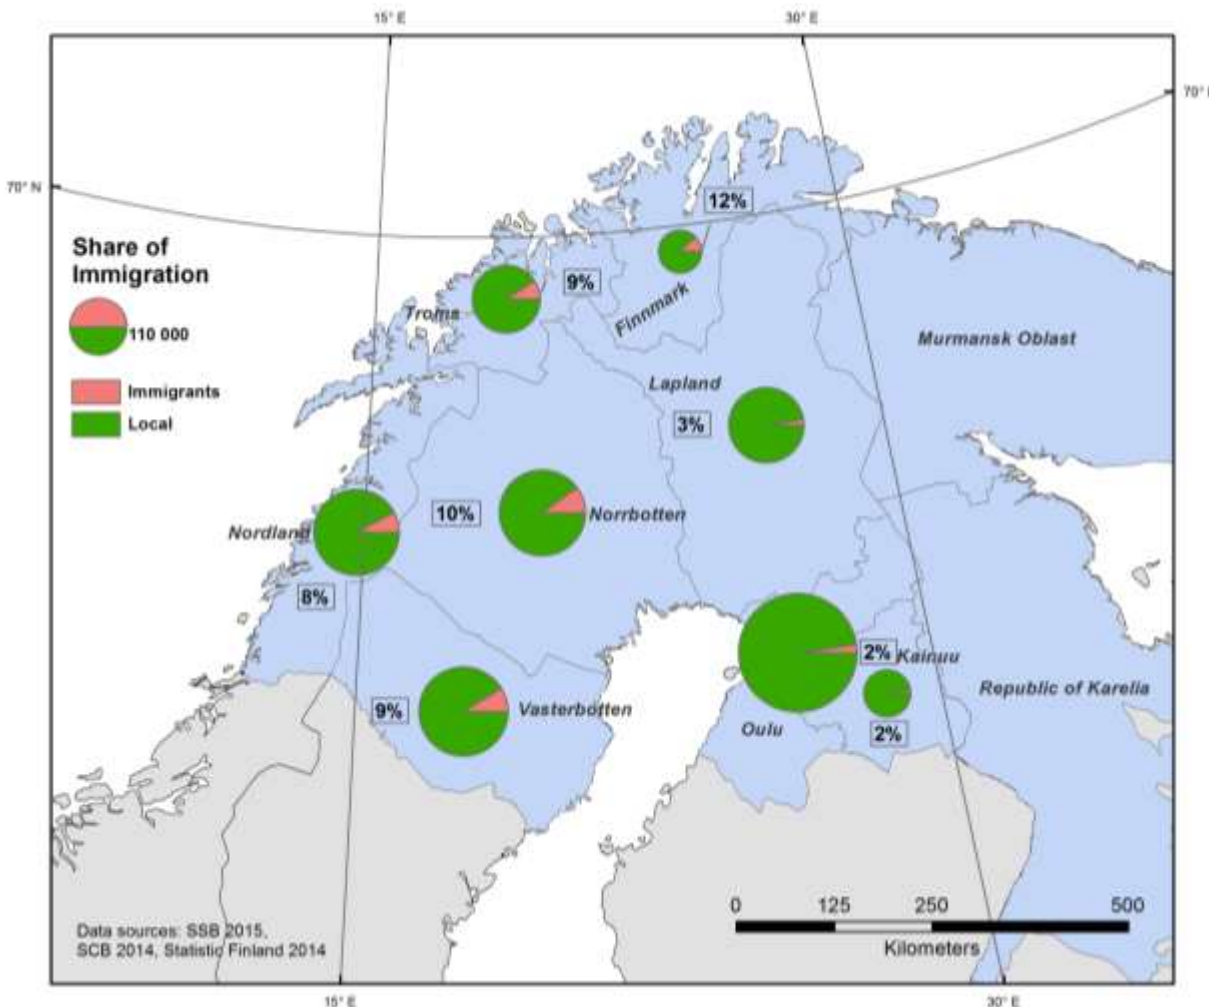 15° E
30° E
70° N
12%
Share of
Immigration
110 000
Immigrants
Local
9%
Troms
Finnmark
Murmansk Oblast
Lapland
3%
10%
Norrbotten
Nordland
8%
2%
Kainuu
9%
Vasterbotten
Republic of Karelia
Oulu
2%
Data sources: SSB 2015,
SCB 2014, Statistic Finland 2014
0 125 250 500
Kilometers
15° E
30° E